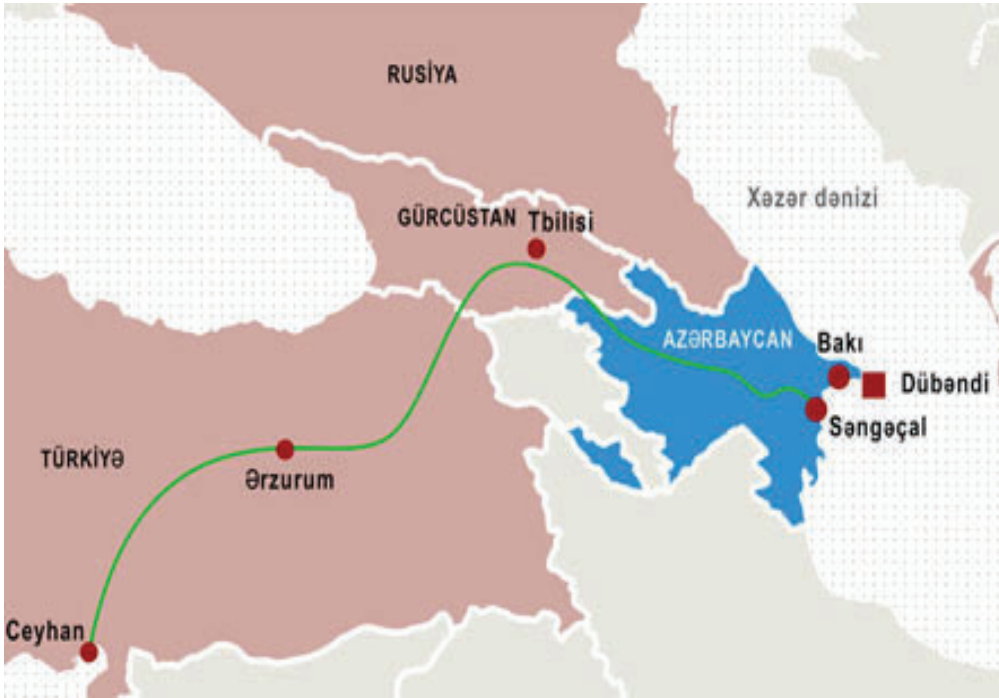 RUSİYA
Xəzər dənizi
GÜRCÜSTAN
Tbilisi
AZƏRBAYCAN
Bakı
Dübəndi
Səngəçal
TÜRKİYƏ
Ərzurum
Ceyhan